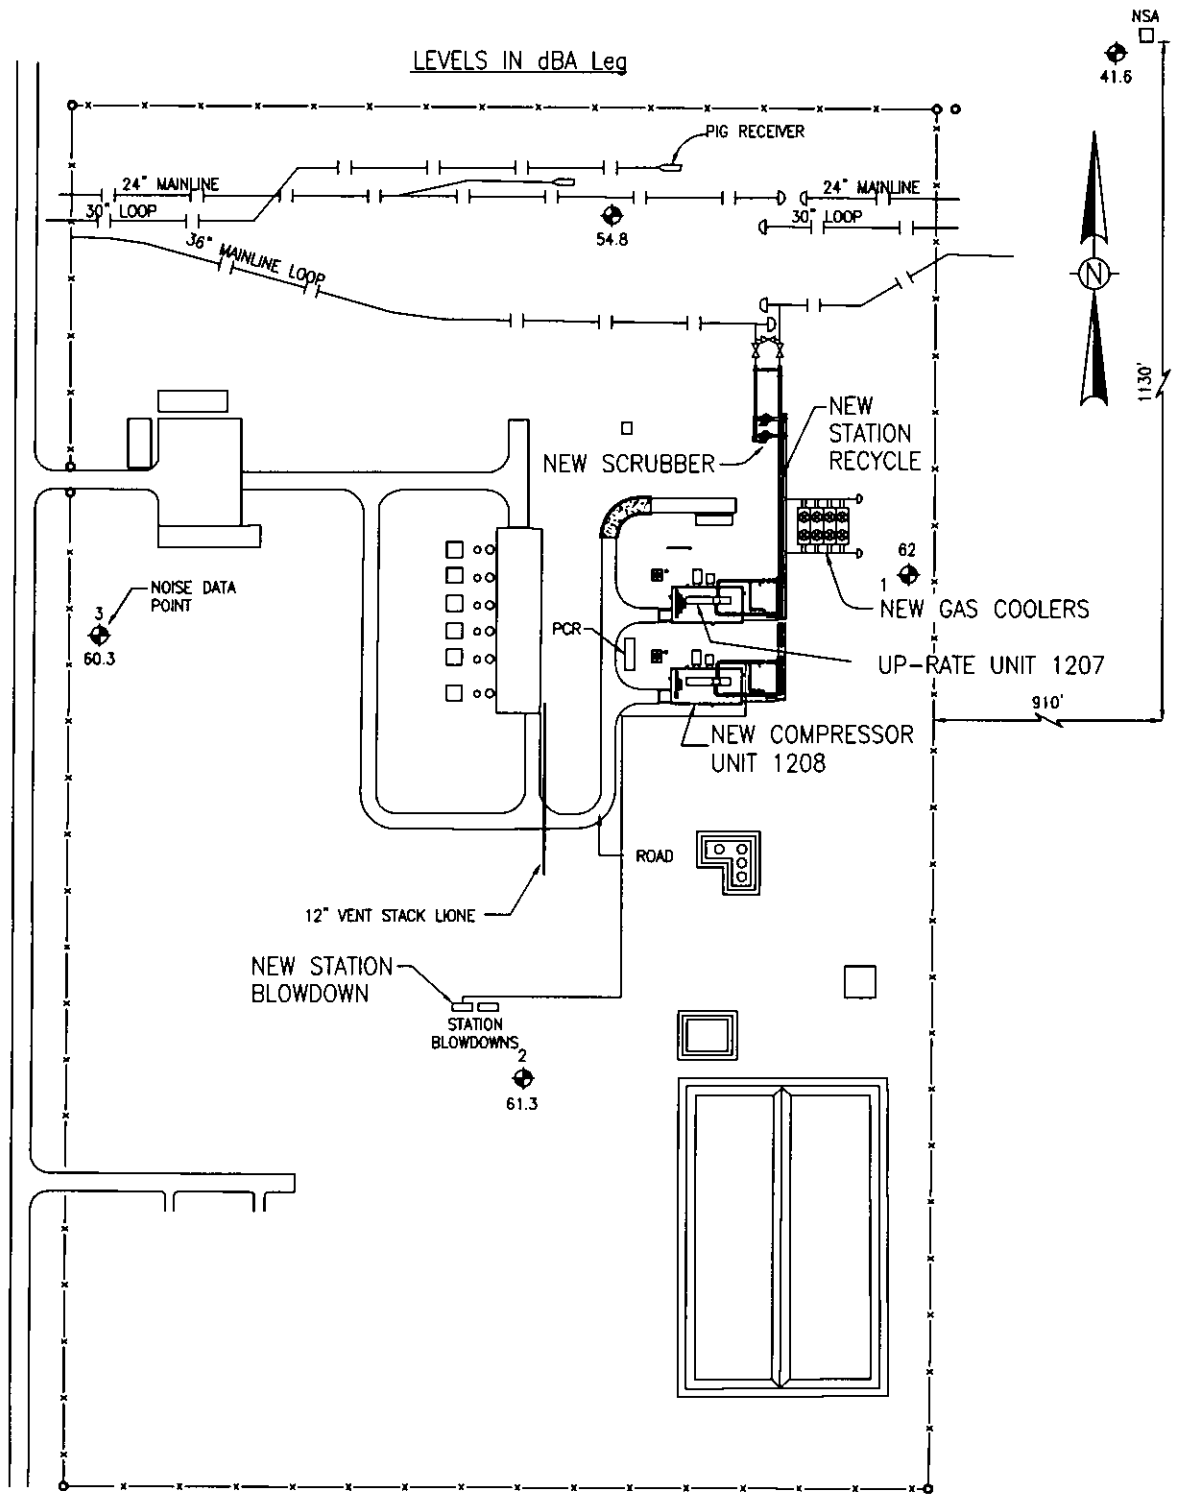 NSA
LEVELS IN dBA Leg
41.6
PIG RECEIVER
24" MAINLINE
24" MAINLINE
30" LOOP
30" LOOP
54.8
36" MAINLINE LOOP
N
1130'
NEW
STATION
RECYCLE
NEW SCRUBBER
62
1
NOISE DATA
POINT
NEW GAS COOLERS
3
60.3
PCR
UP-RATE UNIT 1207
910'
NEW COMPRESSOR
UNIT 1208
ROAD
12" VENT STACK LIONE
NEW STATION
BLOWDOWN
STATION
BLOWDOWNS
2
61.3